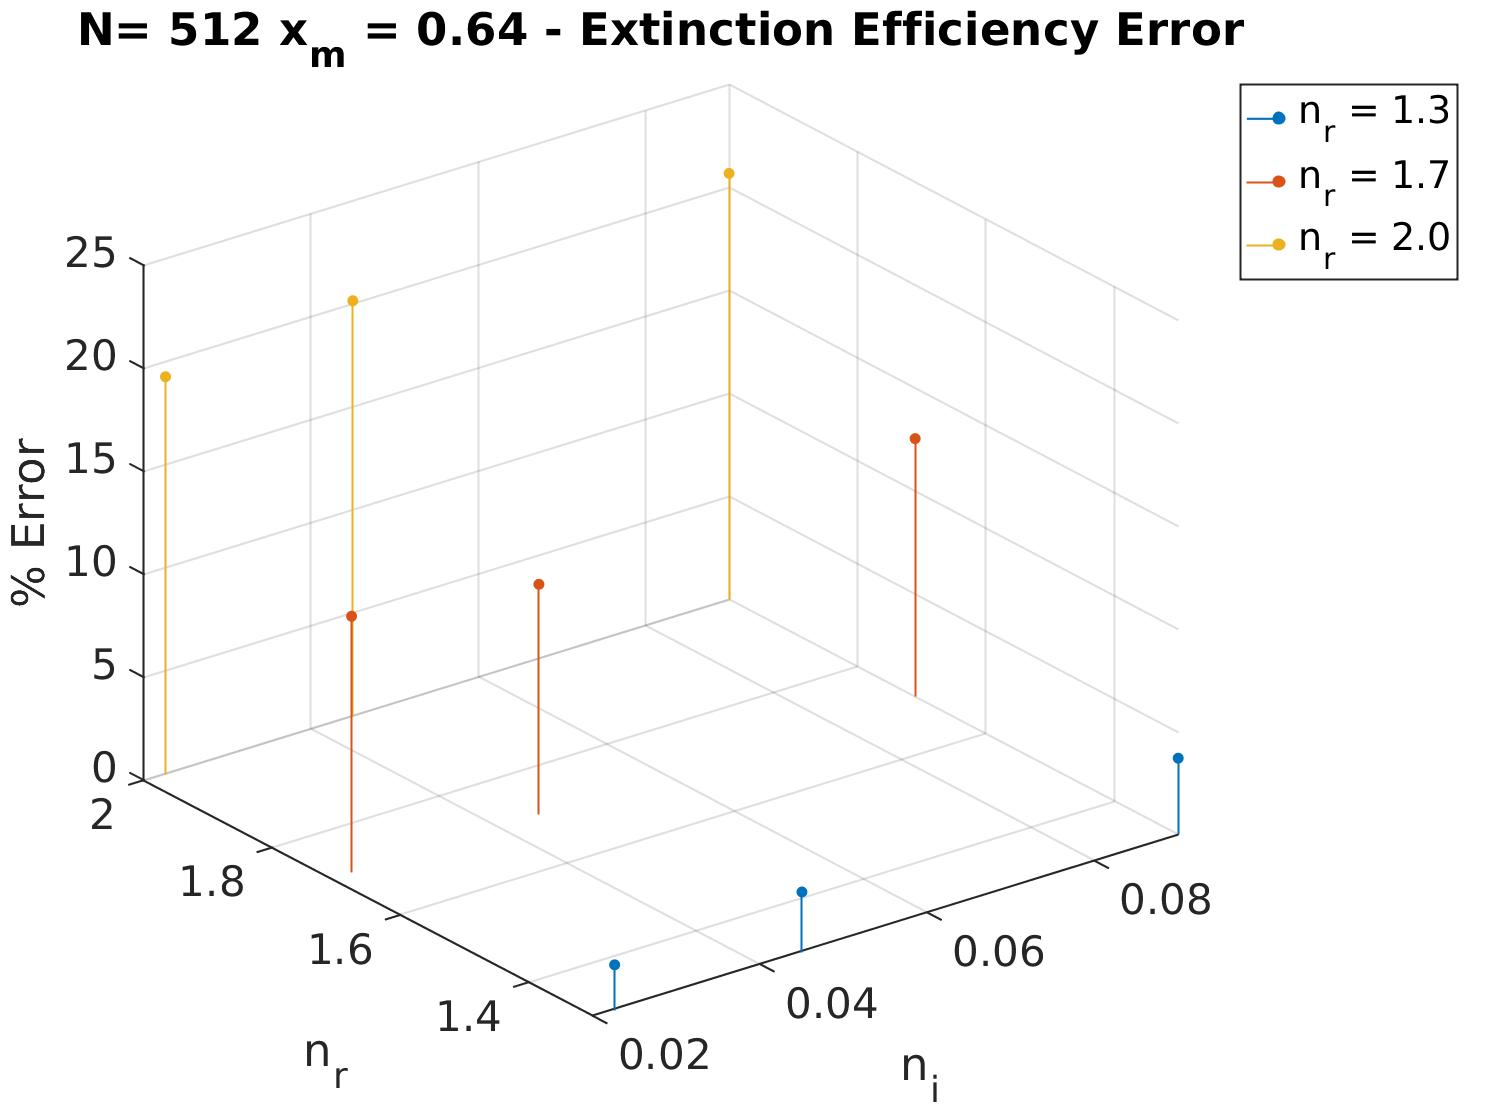 N= 512 x_m = 0.64 - Extinction Efficiency Error
n_r = 1.3
n_r = 1.7
n_r = 2.0
25
20
15
10
5
0
% Error
2
1.8
1.6
1.4
n_r
0.02
0.04
0.06
0.08
n_i